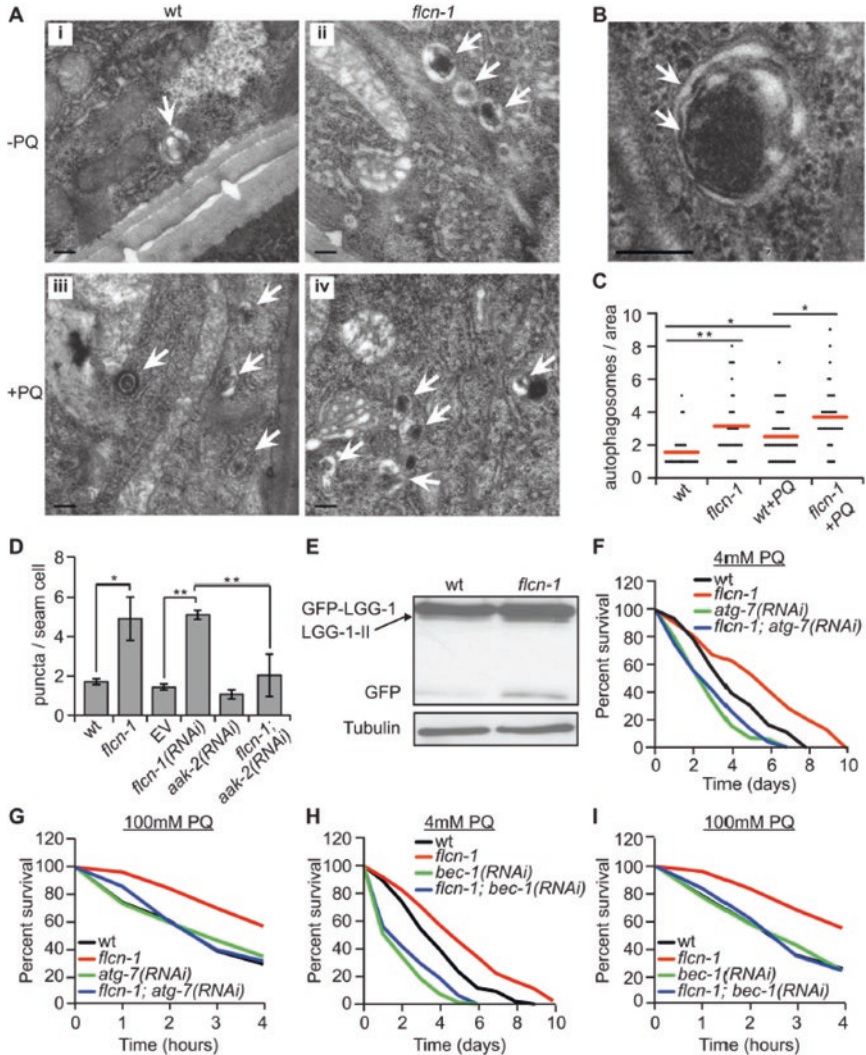 A
wt
flcn-1
B
i
ii
-PQ
iii
iv
+PQ
C
autophagosomes / area
10
8
6
4
2
0
*
**
*
wt
flcn-1
wt+PQ
flcn-1
+PQ
D
puncta / seam cell
8
6
4
2
0
*
**
**
wt
flcn-1
EV
flcn-1(RNAi)
aak-2(RNAi)
flcn-1;
aak-2(RNAi)
E
wt
flcn-1
GFP-LGG-1
LGG-1-II
GFP
Tubulin
F
4mM PQ
Percent survival
120
100
80
60
40
20
0
wt
flcn-1
atg-7(RNAi)
flcn-1; atg-7(RNAi)
0 2 4 6 8 10
Time (days)
G
100mM PQ
Percent survival
120
100
80
60
40
20
0
wt
flcn-1
atg-7(RNAi)
flcn-1; atg-7(RNAi)
0 1 2 3 4
Time (hours)
H
4mM PQ
Percent survival
120
100
80
60
40
20
0
wt
flcn-1
bec-1(RNAi)
flcn-1; bec-1(RNAi)
0 2 4 6 8 10
Time (days)
I
100mM PQ
Percent survival
120
100
80
60
40
20
0
wt
flcn-1
bec-1(RNAi)
flcn-1; bec-1(RNAi)
0 1 2 3 4
Time (hours)